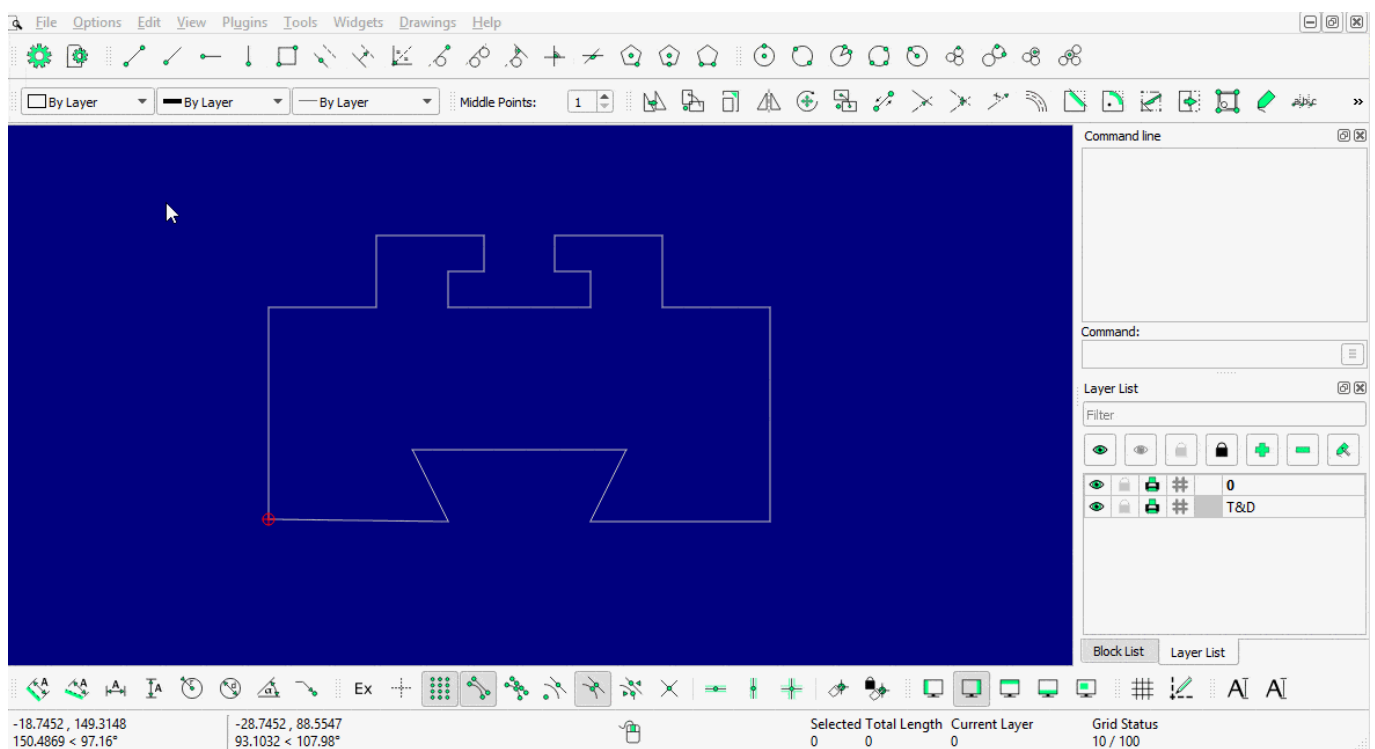 File Options Edit View Plugins Tools Widgets Drawings Help
By Layer By Layer By Layer Middle Points: 1 abc »
Command line
Command:
Layer List
Filter
0
T&D
Block List Layer List
Ex AI AI
-18.7452 , 149.3148 -28.7452 , 88.5547 Selected Total Length Current Layer Grid Status
150.4869 < 97.16° 93.1032 < 107.98° 0 0 0 10 / 100